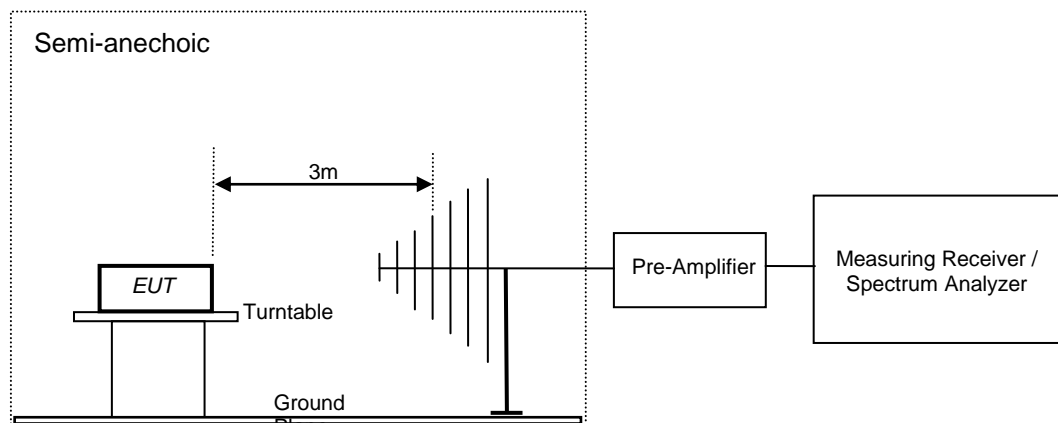 Semi-anechoic
3m
EUT
Turntable
Ground
Pre-Amplifier
Measuring Receiver /
Spectrum Analyzer